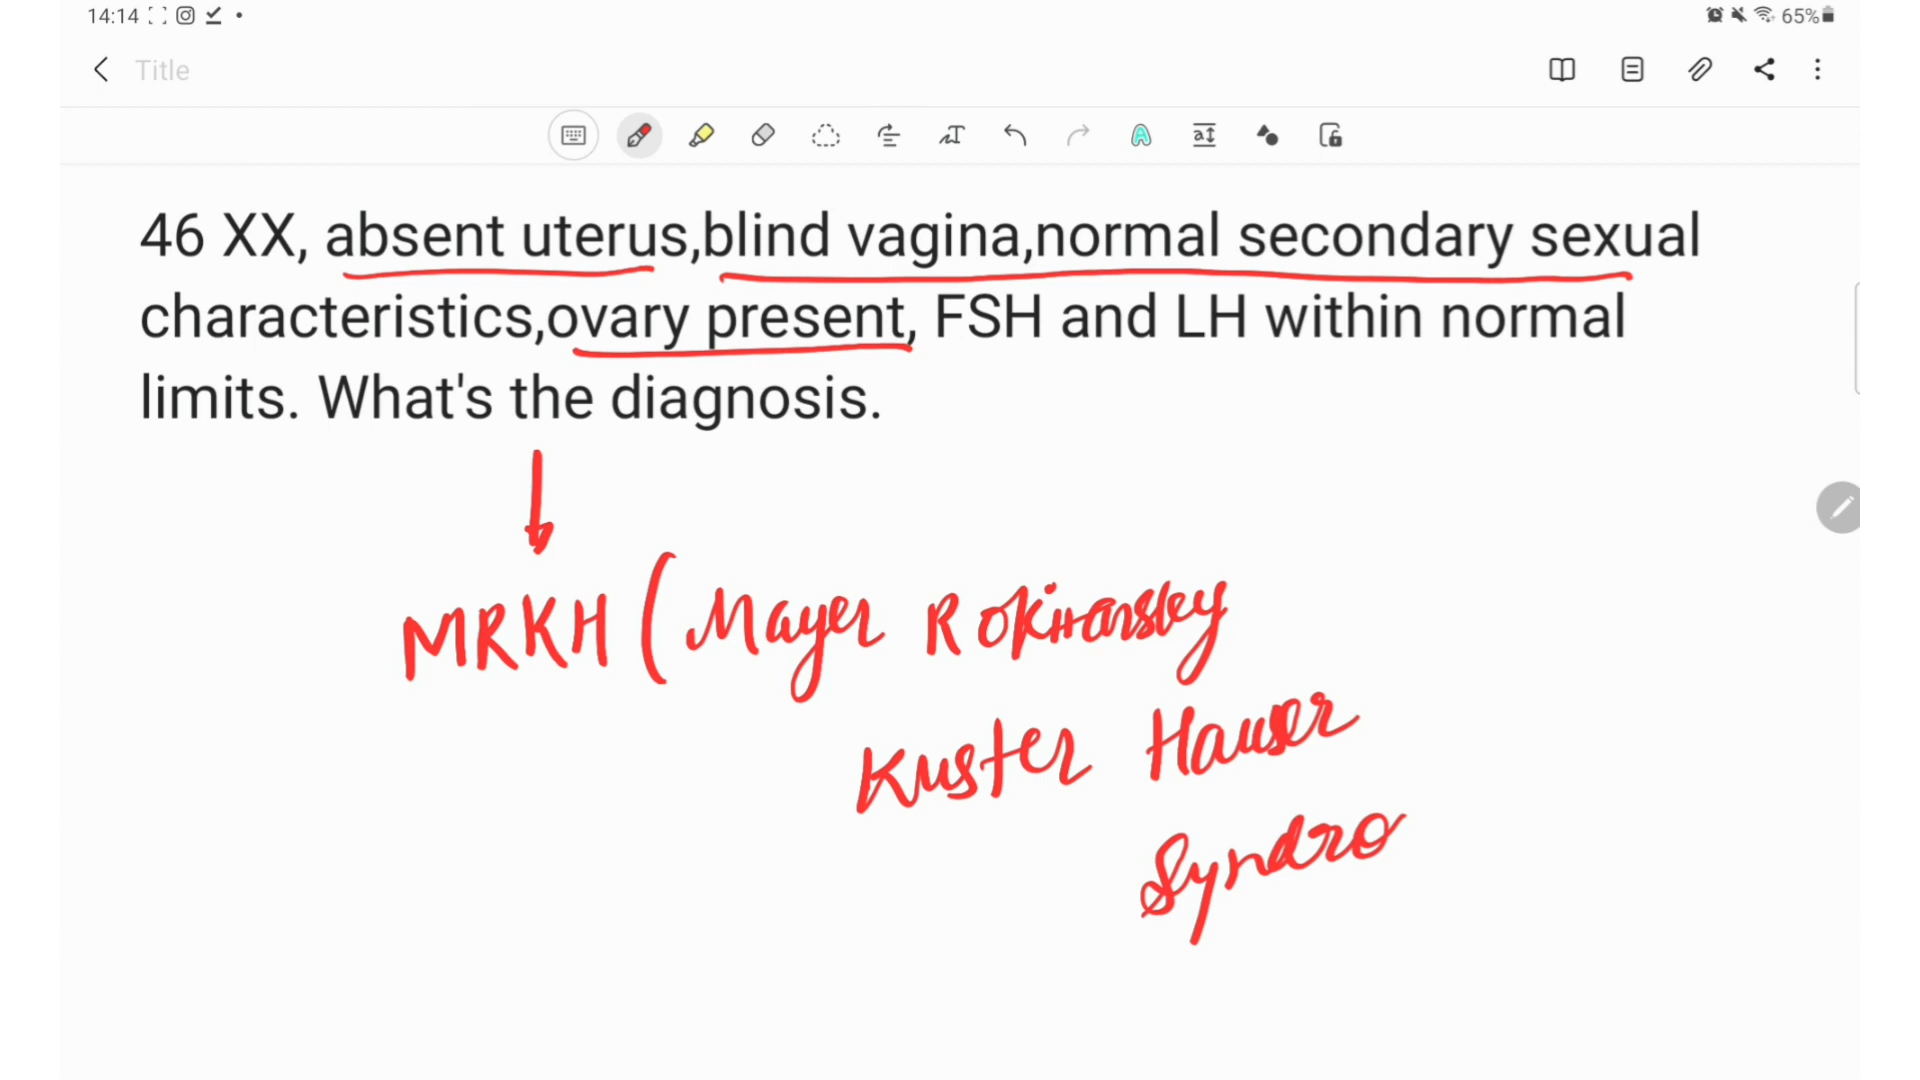 14:14
65%
Title
46 XX, absent uterus,blind vagina,normal secondary sexual
characteristics,ovary present, FSH and LH within normal
limits. What's the diagnosis.
MRKH (Mayer Rokitansky
Kuster Hauser
Syndro